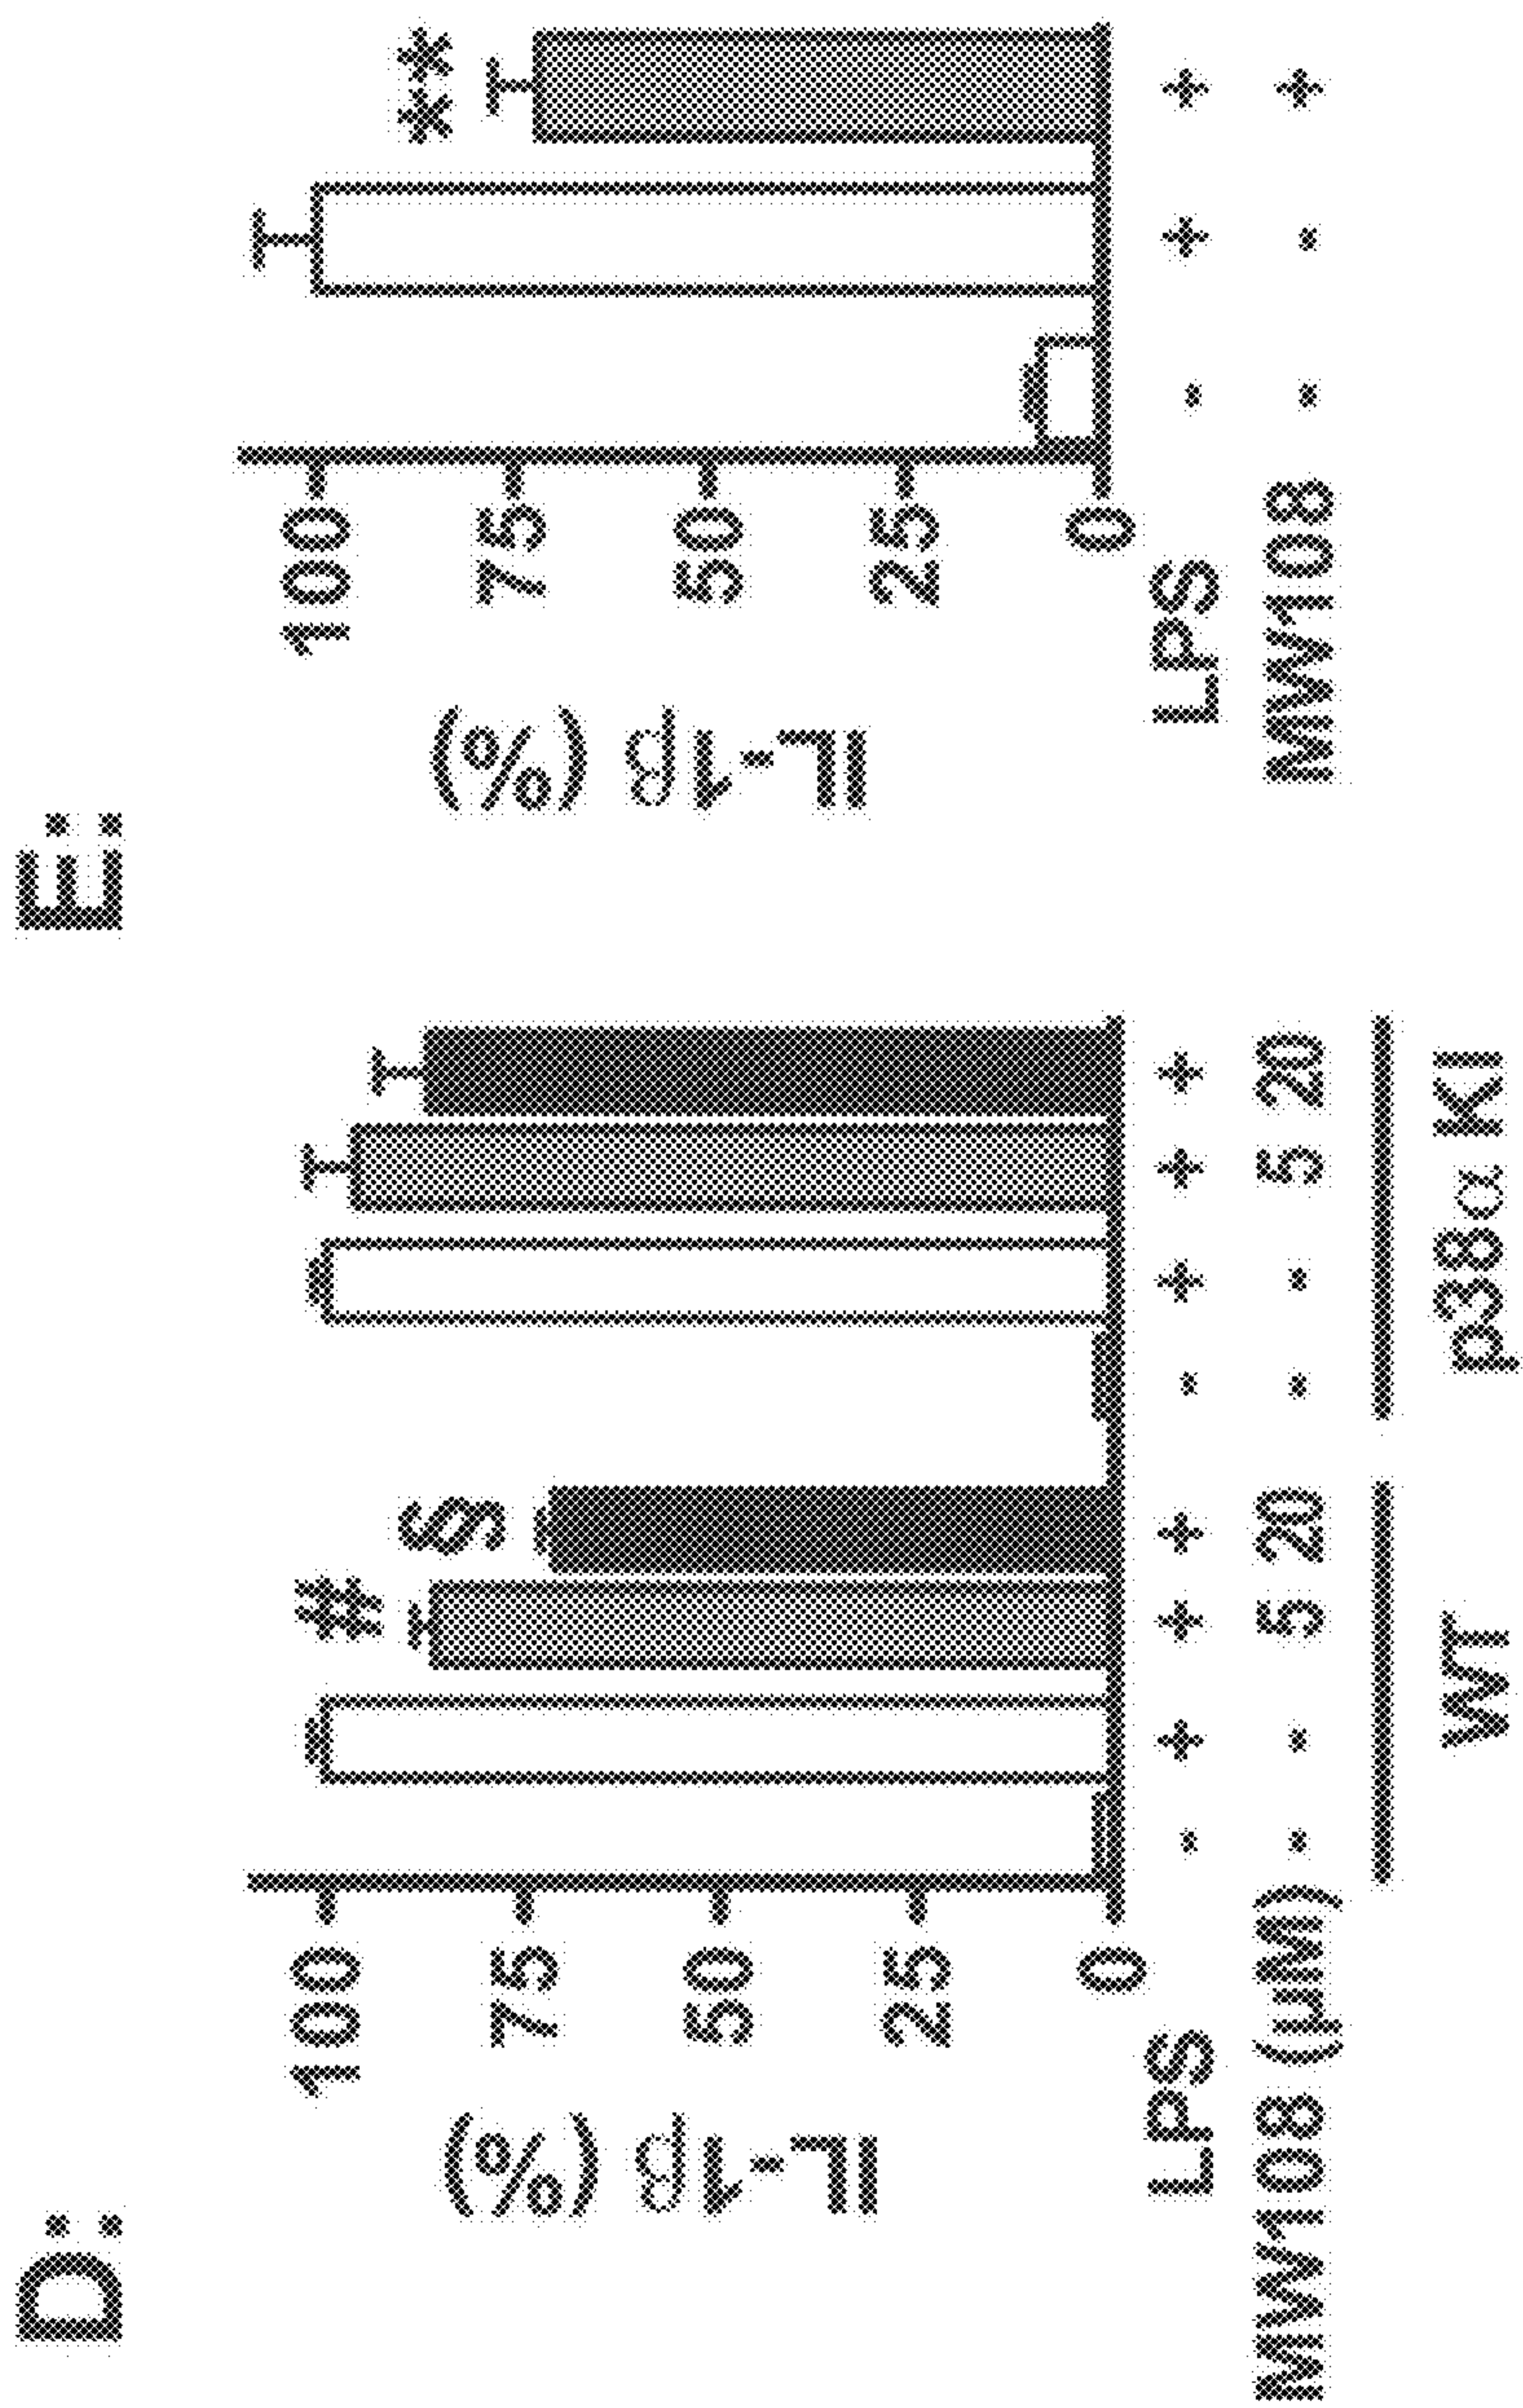 D:
IL-1β (%)
100
75
50
25
0
# §
LPS - + + + - + + +
MW108 (μM) - - 5 20 - - 5 20
WT p38α KI
E:
IL-1β (%)
100
75
50
25
0
**
LPS - + +
MW108 - - +